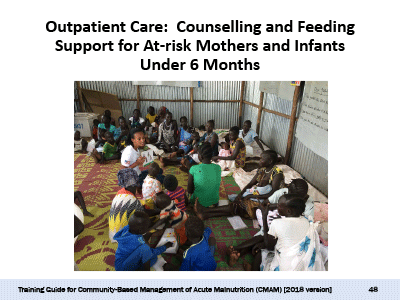 Outpatient Care:  Counselling and Feeding
Support for At-risk Mothers and Infants
Under 6 Months
Training Guide for Community-Based Management of Acute Malnutrition (CMAM) [2018 version]
48